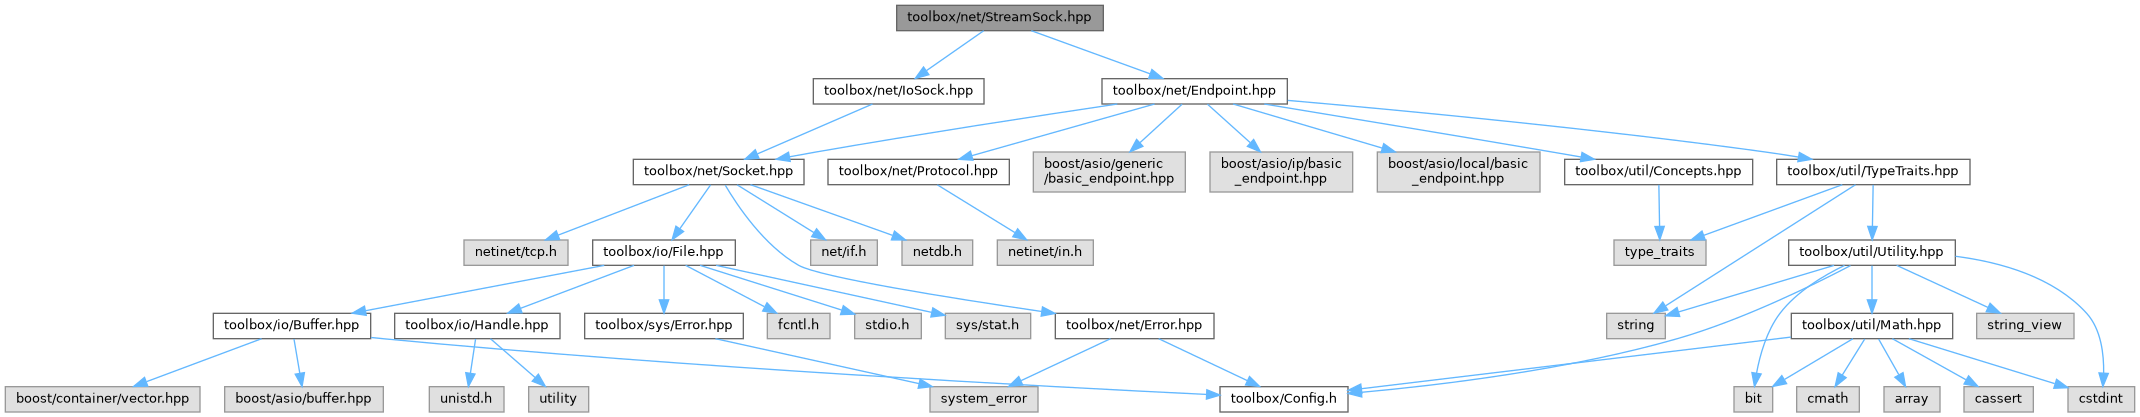 toolbox/net/StreamSock.hpp
toolbox/net/IoSock.hpp
toolbox/net/Endpoint.hpp
toolbox/net/Socket.hpp
toolbox/net/Protocol.hpp
boost/asio/generic
/basic_endpoint.hpp
boost/asio/ip/basic
_endpoint.hpp
boost/asio/local/basic
_endpoint.hpp
toolbox/util/Concepts.hpp
toolbox/util/TypeTraits.hpp
netinet/tcp.h
toolbox/io/File.hpp
net/if.h
netdb.h
netinet/in.h
type_traits
toolbox/util/Utility.hpp
toolbox/io/Buffer.hpp
toolbox/io/Handle.hpp
toolbox/sys/Error.hpp
fcntl.h
stdio.h
sys/stat.h
toolbox/net/Error.hpp
string
toolbox/util/Math.hpp
string_view
boost/container/vector.hpp
boost/asio/buffer.hpp
unistd.h
utility
system_error
toolbox/Config.h
bit
cmath
array
cassert
cstdint